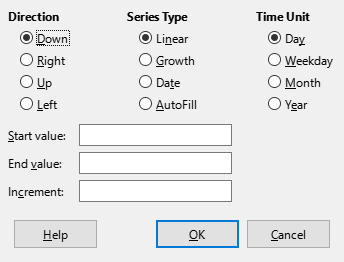 Direction Series Type Time Unit
Down Linear Day
Right Growth Weekday
Up Date Month
Left AutoFill Year
Start value:
End value:
Increment:
Help OK Cancel